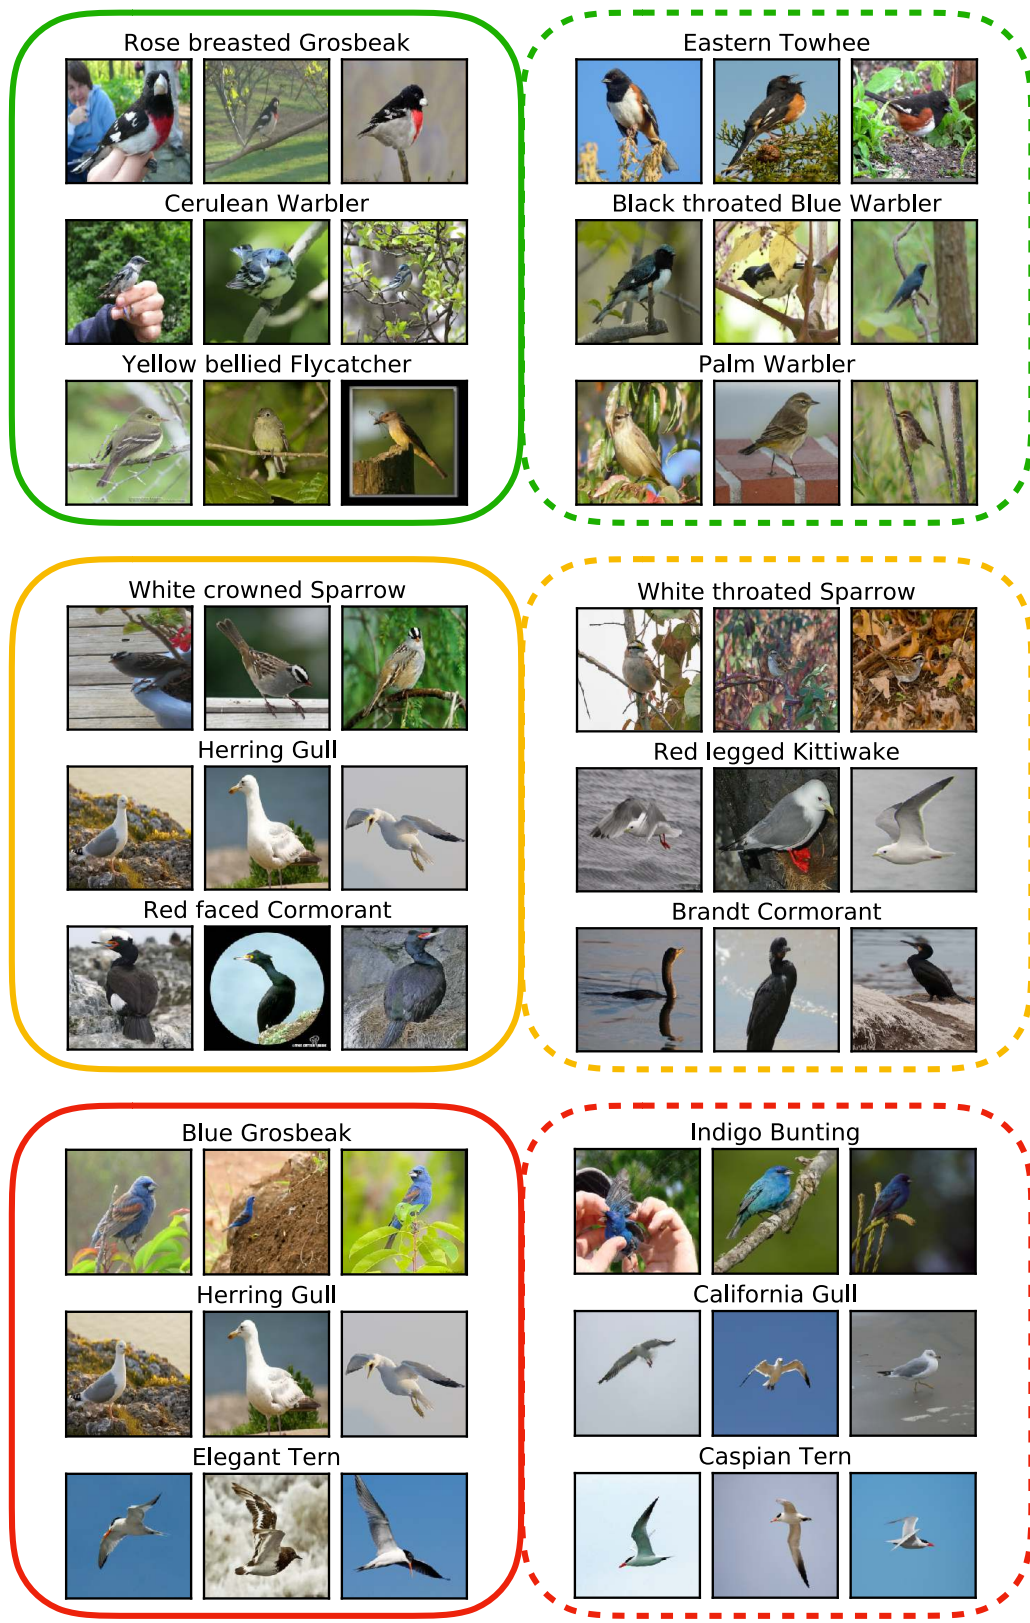 Rose breasted Grosbeak
Eastern Towhee
Cerulean Warbler
Black throated Blue Warbler
Yellow bellied Flycatcher
Palm Warbler
White crowned Sparrow
White throated Sparrow
Herring Gull
Red legged Kittiwake
Red faced Cormorant
Brandt Cormorant
Blue Grosbeak
Indigo Bunting
Herring Gull
California Gull
Elegant Tern
Caspian Tern